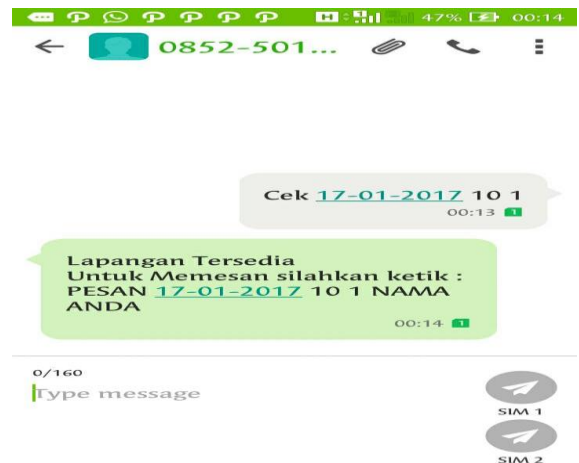 47% 00:14
0852-501...
Cek 17-01-2017 10 1
00:13 1
Lapangan Tersedia
Untuk Memesan silahkan ketik :
PESAN 17-01-2017 10 1 NAMA
ANDA
00:14 1
0/160
Type message
SIM 1
SIM 2